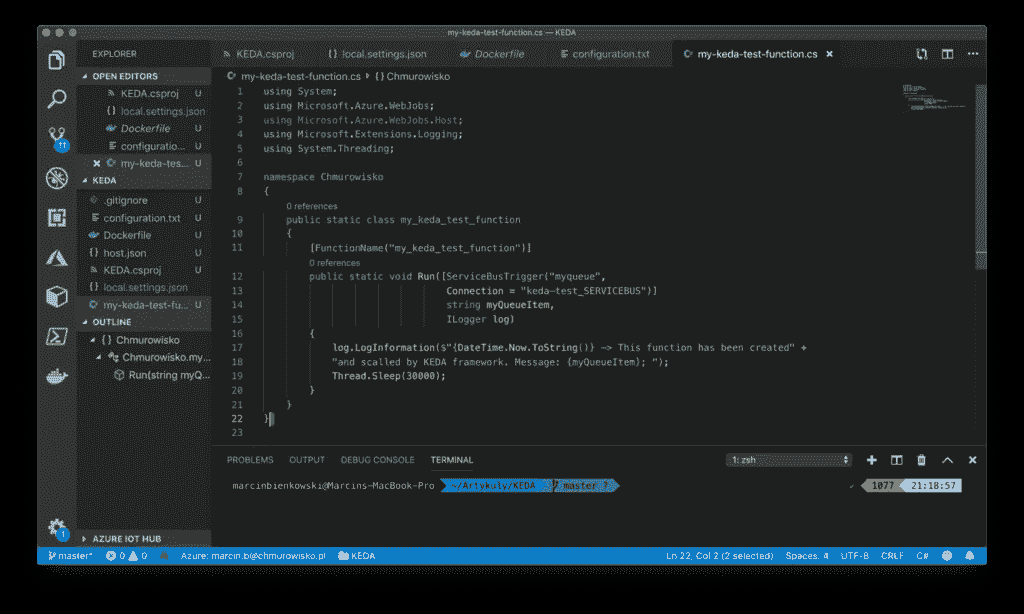 my-keda-test-function.cs — KEDA
EXPLORER
OPEN EDITORS
KEDA.csproj U
local.settings.json
Dockerfile U
configuratio... U
my-keda-tes... U
KEDA
.gitignore U
configuration.txt U
Dockerfile U
host.json U
KEDA.csproj U
local.settings.json
my-keda-test-fu... U
OUTLINE
{} Chmurowisko
Chmurowisko.my...
Run(string myQ...
AZURE IOT HUB
11
1
KEDA.csproj {} local.settings.json Dockerfile configuration.txt my-keda-test-function.cs
my-keda-test-function.cs {} Chmurowisko
1 using System;
2 using Microsoft.Azure.WebJobs;
3 using Microsoft.Azure.WebJobs.Host;
4 using Microsoft.Extensions.Logging;
5 using System.Threading;
6
7 namespace Chmurowisko
8 {
0 references
9 public static class my_keda_test_function
10 {
11 [FunctionName("my_keda_test_function")]
0 references
12 public static void Run([ServiceBusTrigger("myqueue",
13 Connection = "keda-test_SERVICEBUS")]
14 string myQueueItem,
15 ILogger log)
16 {
17 log.LogInformation($"{DateTime.Now.ToString()} -> This function has been created" +
18 "and scalled by KEDA framework. Message: {myQueueItem}; ");
19 Thread.Sleep(30000);
20 }
21 }
22 }
23
PROBLEMS OUTPUT DEBUG CONSOLE TERMINAL 1: zsh
marcinbienkowski@Marcins-MacBook-Pro ~/Artykuly/KEDA master ? 1077 21:18:57
master* 0 0 Azure: marcin.b@chmurowisko.pl KEDA Ln 22, Col 2 (2 selected) Spaces: 4 UTF-8 CRLF C#